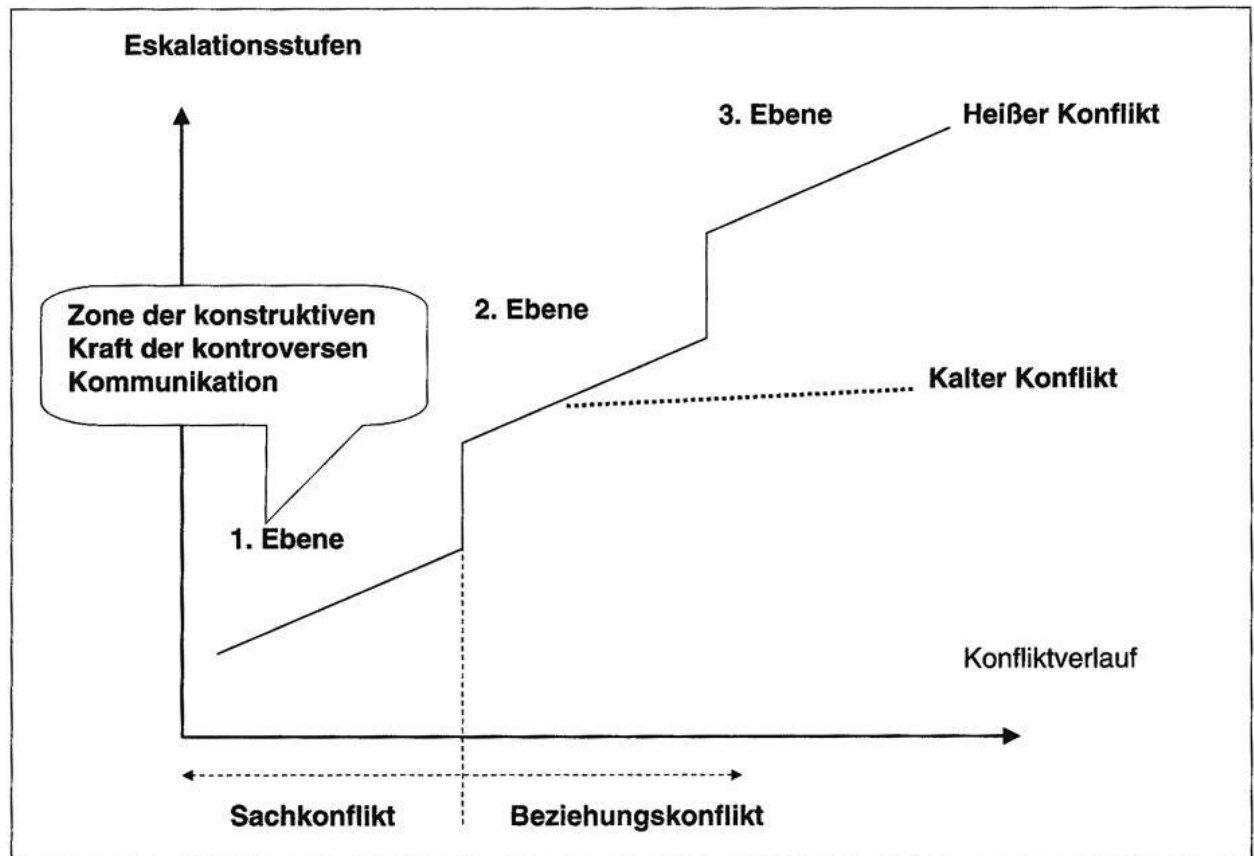 Eskalationsstufen
3. Ebene
Heißer Konflikt
Zone der konstruktiven
Kraft der kontroversen
Kommunikation
2. Ebene
Kalter Konflikt
1. Ebene
Konfliktverlauf
Sachkonflikt
Beziehungskonflikt